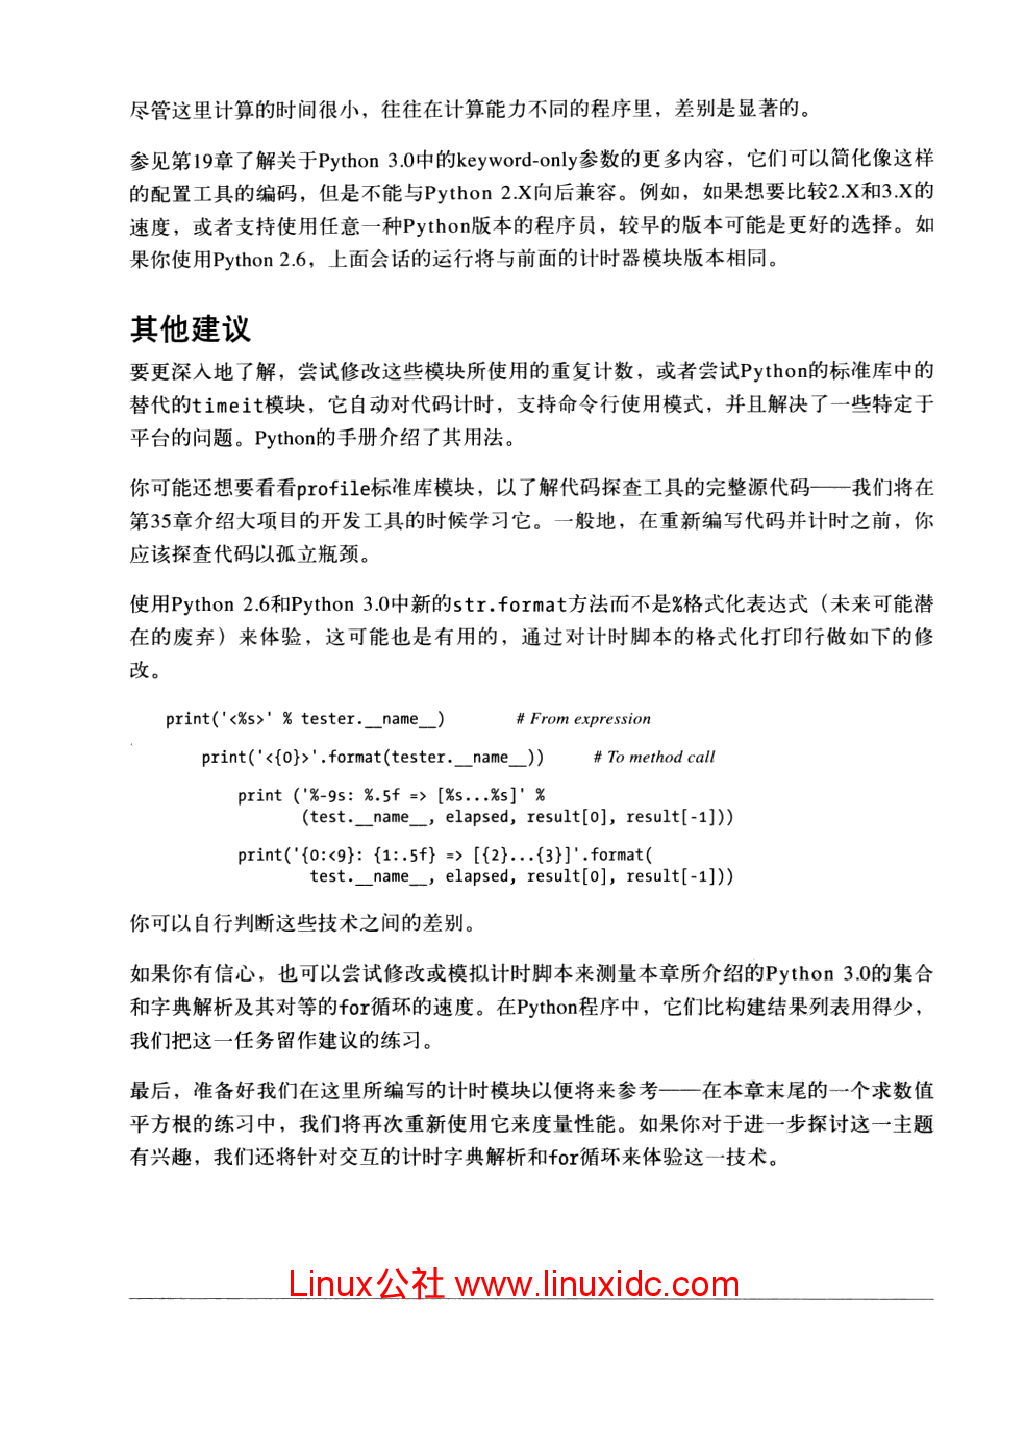 尽管这里计算的时间很小，往往在计算能力不同的程序里，差别是显著的。
参见第19章了解关于Python 3.0中的keyword-only参数的更多内容，它们可以简化像这样
的配置工具的编码，但是不能与Python 2.X向后兼容。例如，如果想要比较2.X和3.X的
速度，或者支持使用任意一种Python版本的程序员，较早的版本可能是更好的选择。如
果你使用Python 2.6，上面会话的运行将与前面的计时器模块版本相同。
其他建议
要更深入地了解，尝试修改这些模块所使用的重复计数，或者尝试Python的标准库中的
替代的timeit模块，它自动对代码计时，支持命令行使用模式，并且解决了一些特定于
平台的问题。Python的手册介绍了其用法。
你可能还想要看看profile标准库模块，以了解代码探查工具的完整源代码——我们将在
第35章介绍大项目的开发工具的时候学习它。一般地，在重新编写代码并计时之前，你
应该探查代码以孤立瓶颈。
使用Python 2.6和Python 3.0中新的str.format方法而不是%格式化表达式（未来可能潜
在的废弃）来体验，这可能也是有用的，通过对计时脚本的格式化打印行做如下的修
改。
print('<%s>' % tester.__name__) # From expression
print('<{0}>'.format(tester.__name__)) # To method call
print ('%-9s: %.5f => [%s...%s]' %
(test.__name__, elapsed, result[0], result[-1]))
print('{0:<9}: {1:.5f} => [{2}...{3}]'.format(
test.__name__, elapsed, result[0], result[-1]))
你可以自行判断这些技术之间的差别。
如果你有信心，也可以尝试修改或模拟计时脚本来测量本章所介绍的Python 3.0的集合
和字典解析及其对等的for循环的速度。在Python程序中，它们比构建结果列表用得少，
我们把这一任务留作建议的练习。
最后，准备好我们在这里所编写的计时模块以便将来参考——在本章末尾的一个求数值
平方根的练习中，我们将再次重新使用它来度量性能。如果你对于进一步探讨这一主题
有兴趣，我们还将针对交互的计时字典解析和for循环来体验这一技术。
Linux公社 www.linuxidc.com